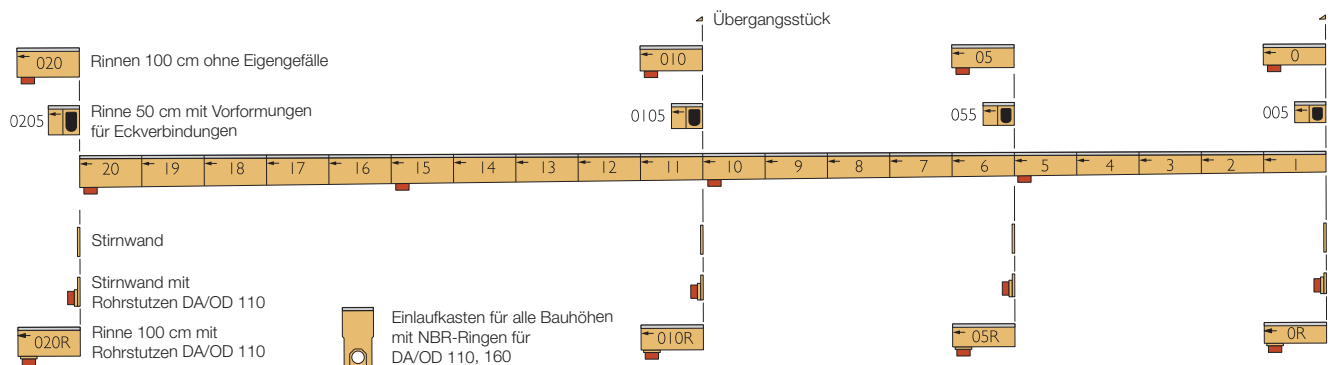 Übergangsstück
020 Rinnen 100 cm ohne Eigengefälle 010 05 0
0205 Rinne 50 cm mit Vorformungen
für Eckverbindungen
0105 055 005
20 19 18 17 16 15 14 13 12 11 10 9 8 7 6 5 4 3 2 1
Stirnwand
Stirnwand mit
Rohrstutzen DA/OD 110
020R Rinne 100 cm mit
Rohrstutzen DA/OD 110
Einlaufkasten für alle Bauhöhen
mit NBR-Ringen für
DA/OD 110, 160
010R 05R 0R